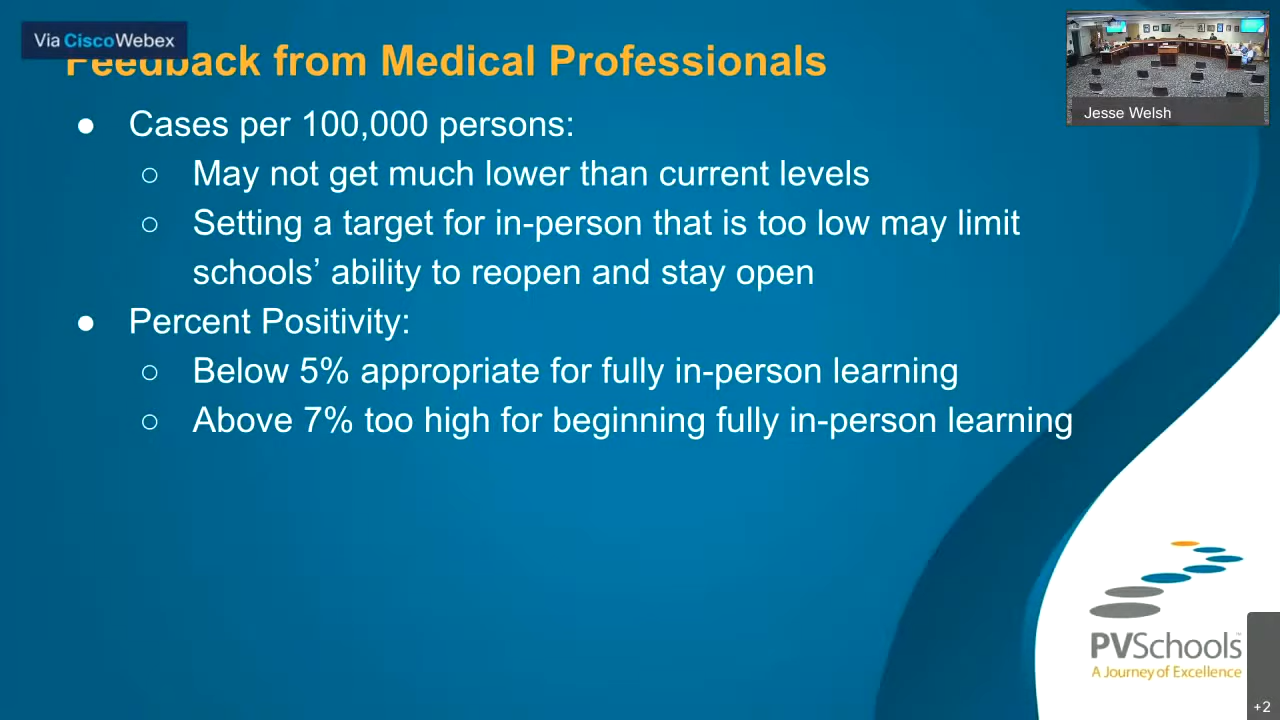 Via CiscoWebex
Feedback from Medical Professionals
Jesse Welsh
● Cases per 100,000 persons:
○ May not get much lower than current levels
○ Setting a target for in-person that is too low may limit
schools’ ability to reopen and stay open
● Percent Positivity:
○ Below 5% appropriate for fully in-person learning
○ Above 7% too high for beginning fully in-person learning
PVSchools™
A Journey of Excellence
+2